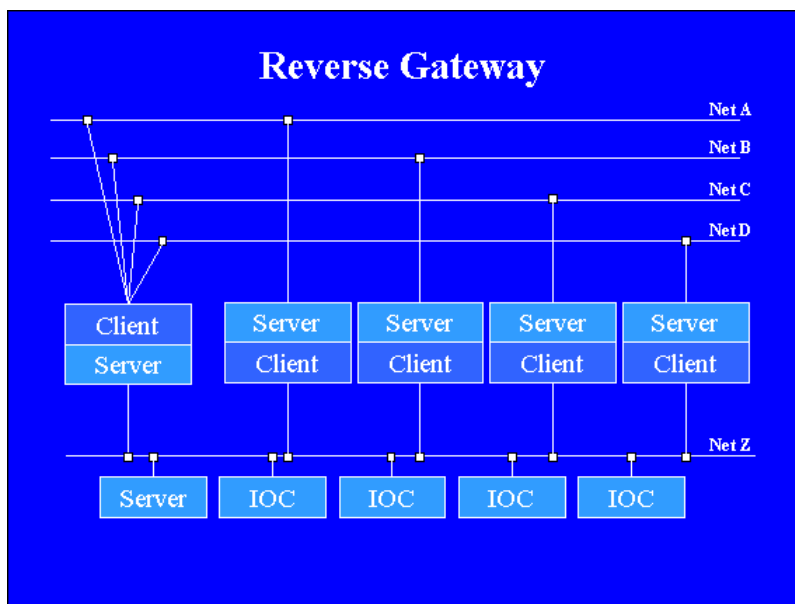 Reverse Gateway
Net A
Net B
Net C
Net D
Client
Server
Server
Client
Server
Client
Server
Client
Server
Client
Net Z
Server
IOC
IOC
IOC
IOC